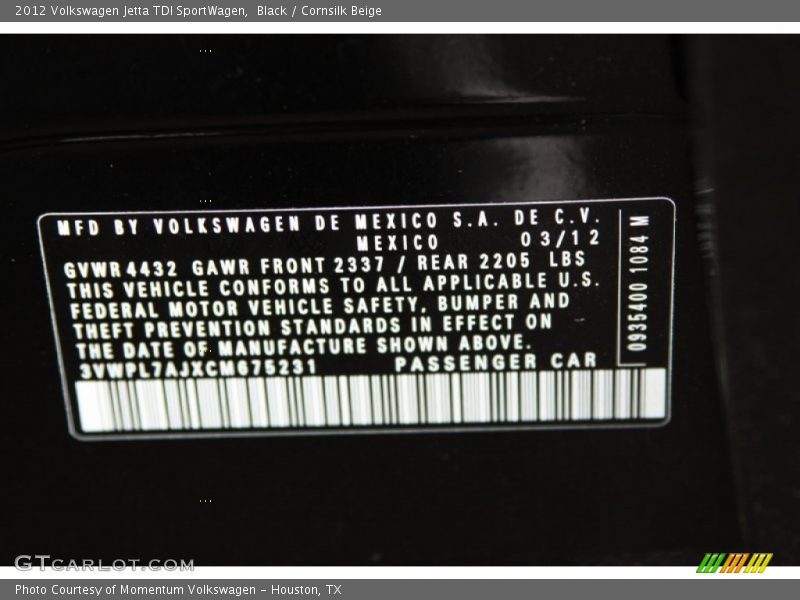 2012 Volkswagen Jetta TDI SportWagen,  Black / Cornsilk Beige
MFD BY VOLKSWAGEN DE MEXICO S.A. DE C.V.
MEXICO 03/12
GVWR 4432 GAWR FRONT 2337 / REAR 2205 LBS
THIS VEHICLE CONFORMS TO ALL APPLICABLE U.S.
FEDERAL MOTOR VEHICLE SAFETY, BUMPER AND
THEFT PREVENTION STANDARDS IN EFFECT ON
THE DATE OF MANUFACTURE SHOWN ABOVE.
3VWPL7AJXCM675231 PASSENGER CAR
0935400 1084 M
GTCARLOT.COM
Photo Courtesy of Momentum Volkswagen - Houston, TX